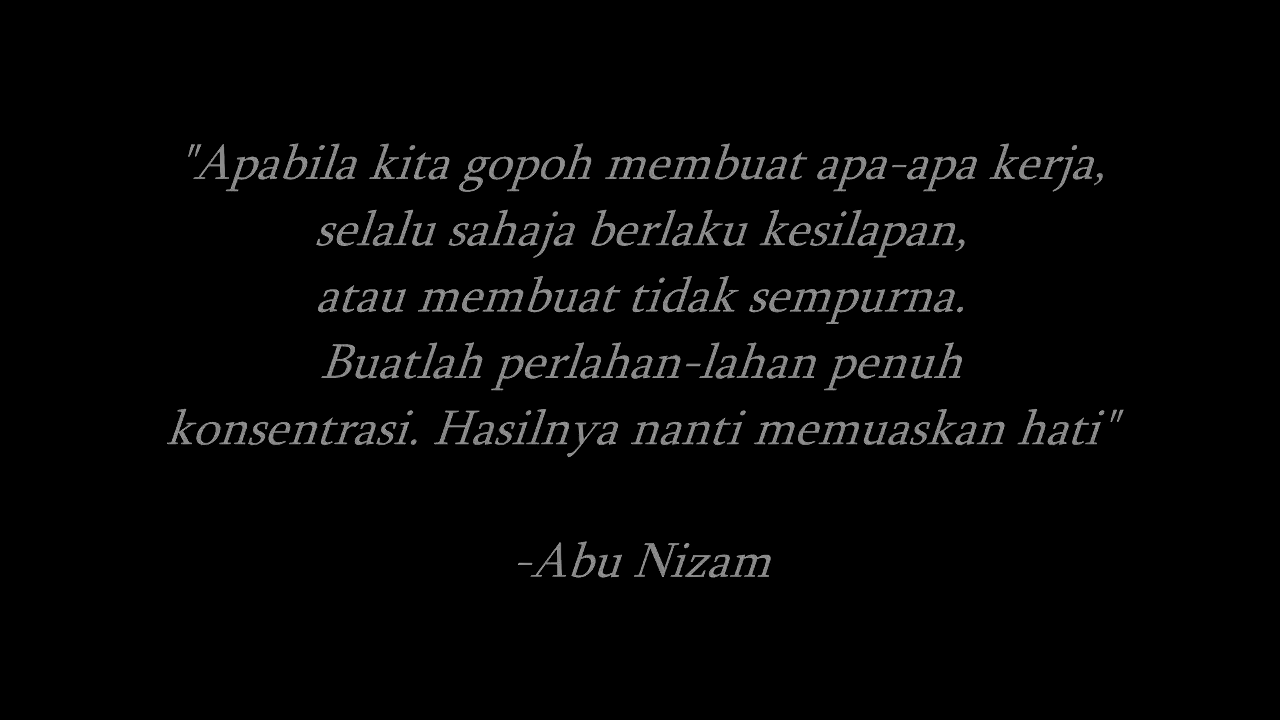 "Apabila kita gopoh membuat apa-apa kerja,
selalu sahaja berlaku kesilapan,
atau membuat tidak sempurna.
Buatlah perlahan-lahan penuh
konsentrasi. Hasilnya nanti memuaskan hati"
-Abu Nizam